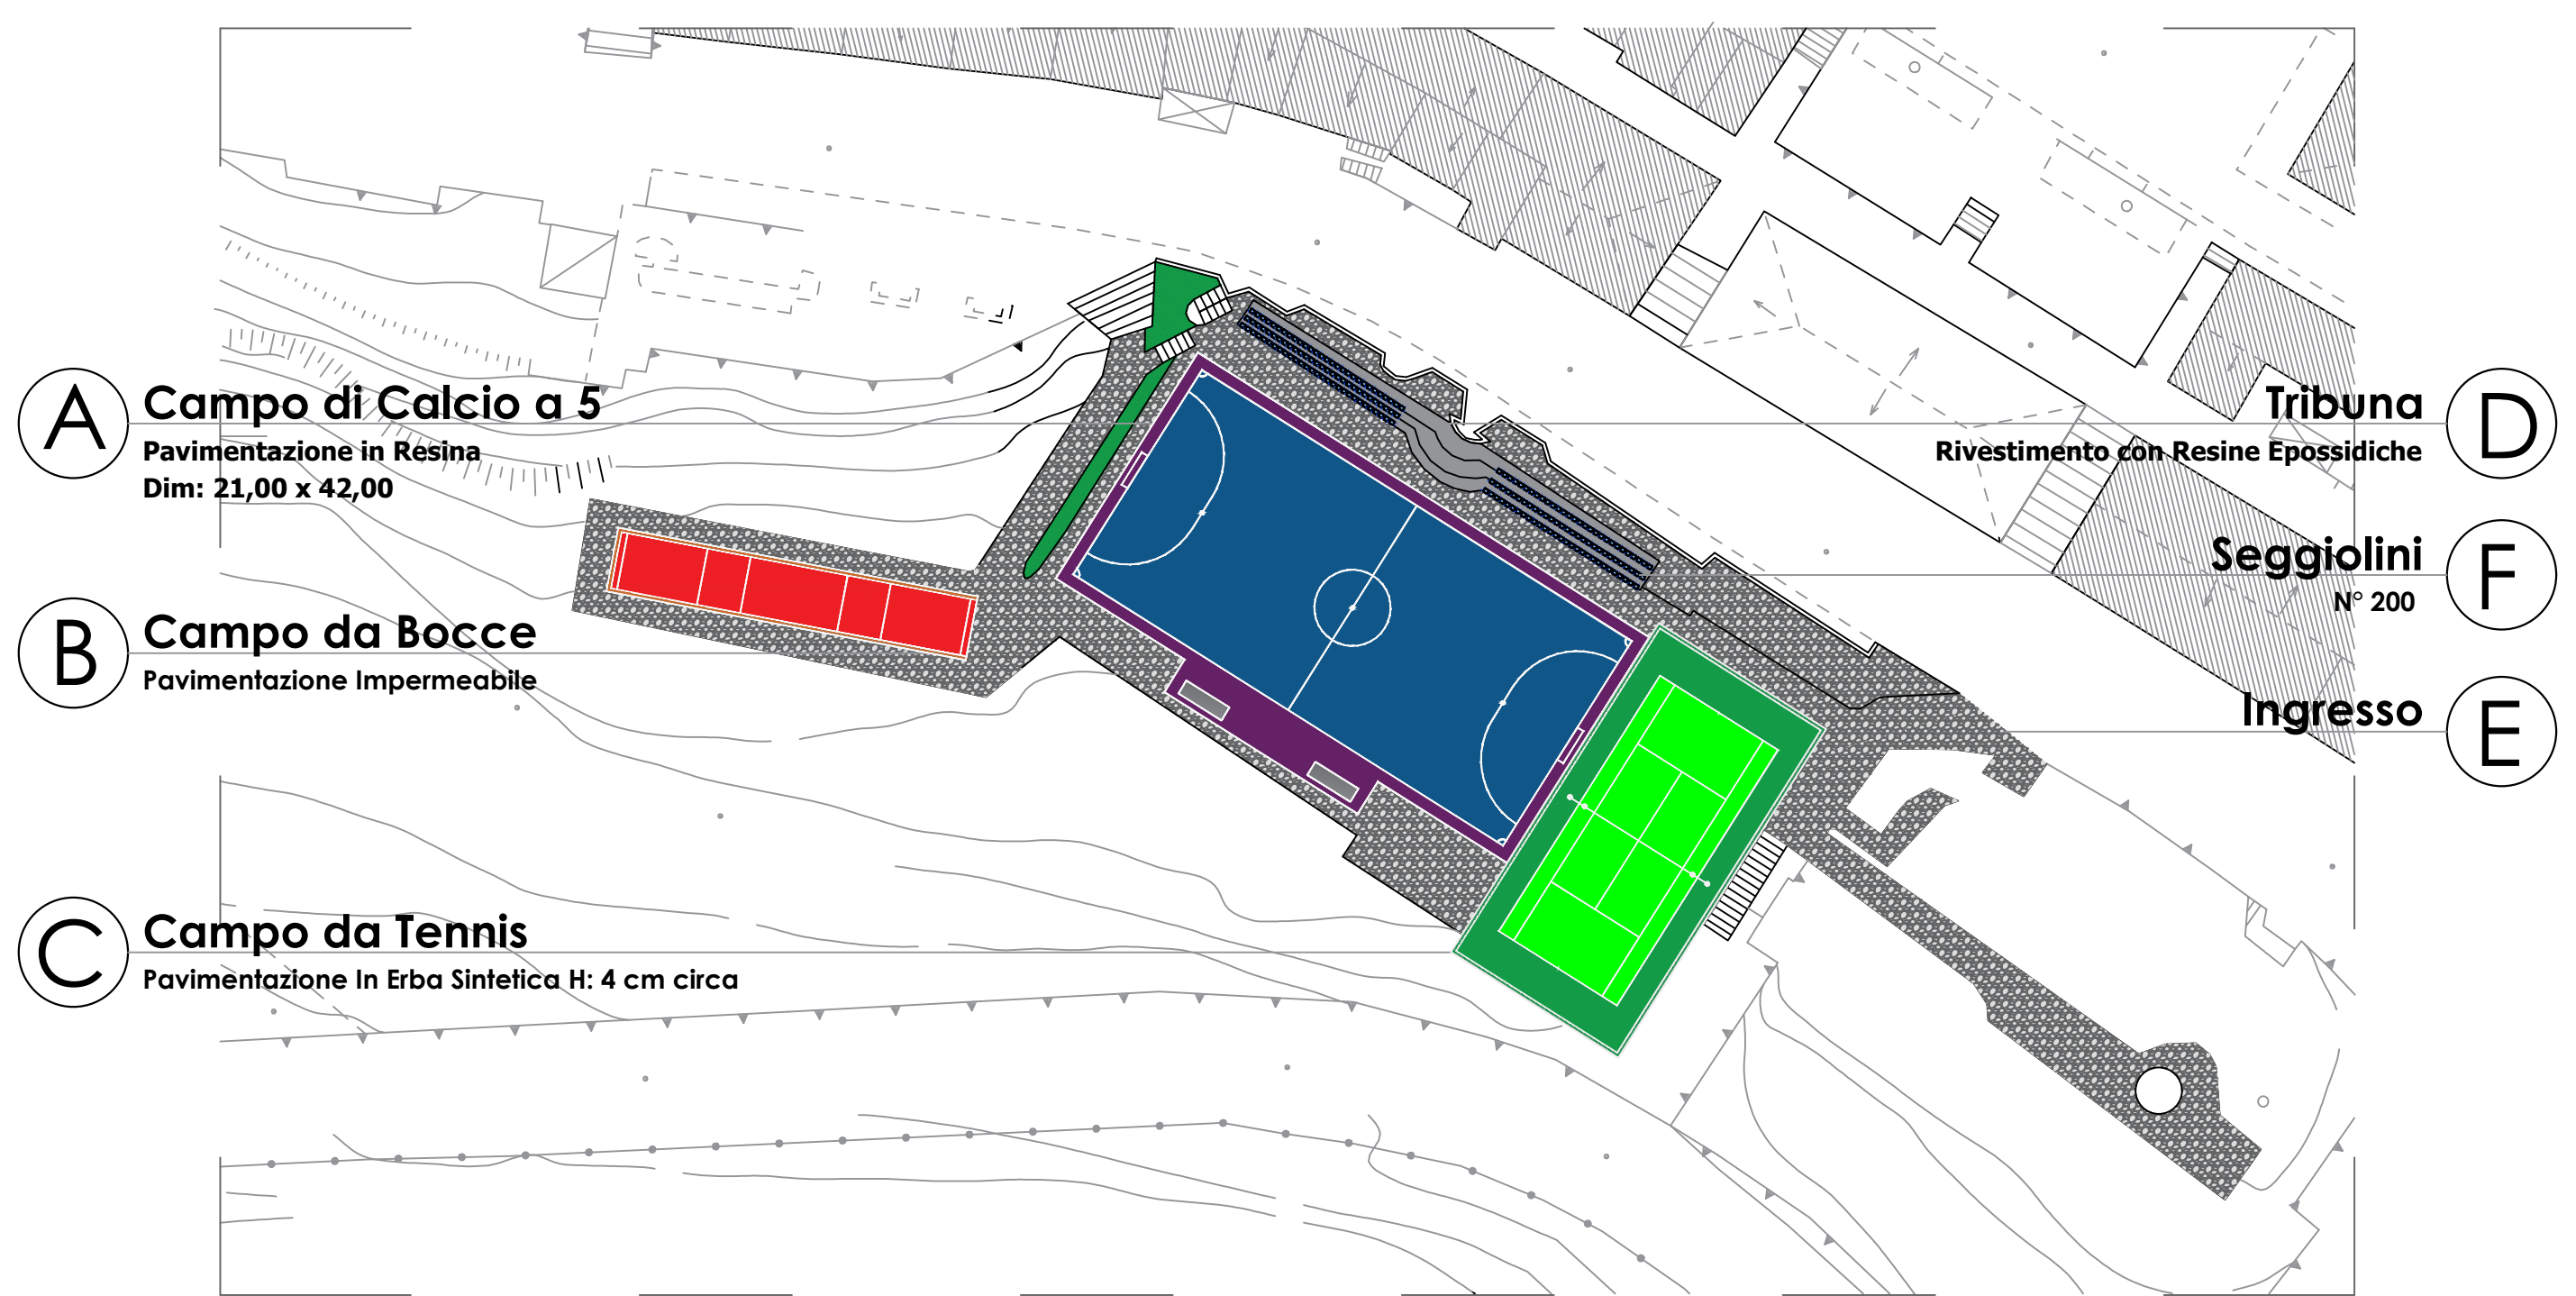 A
Campo di Calcio a 5
Pavimentazione in Resina
Dim: 21,00 x 42,00
B
Campo da Bocce
Pavimentazione Impermeabile
C
Campo da Tennis
Pavimentazione In Erba Sintetica H: 4 cm circa
Tribuna
D
Rivestimento con Resine Epossidiche
Seggiolini
F
N° 200
Ingresso
E